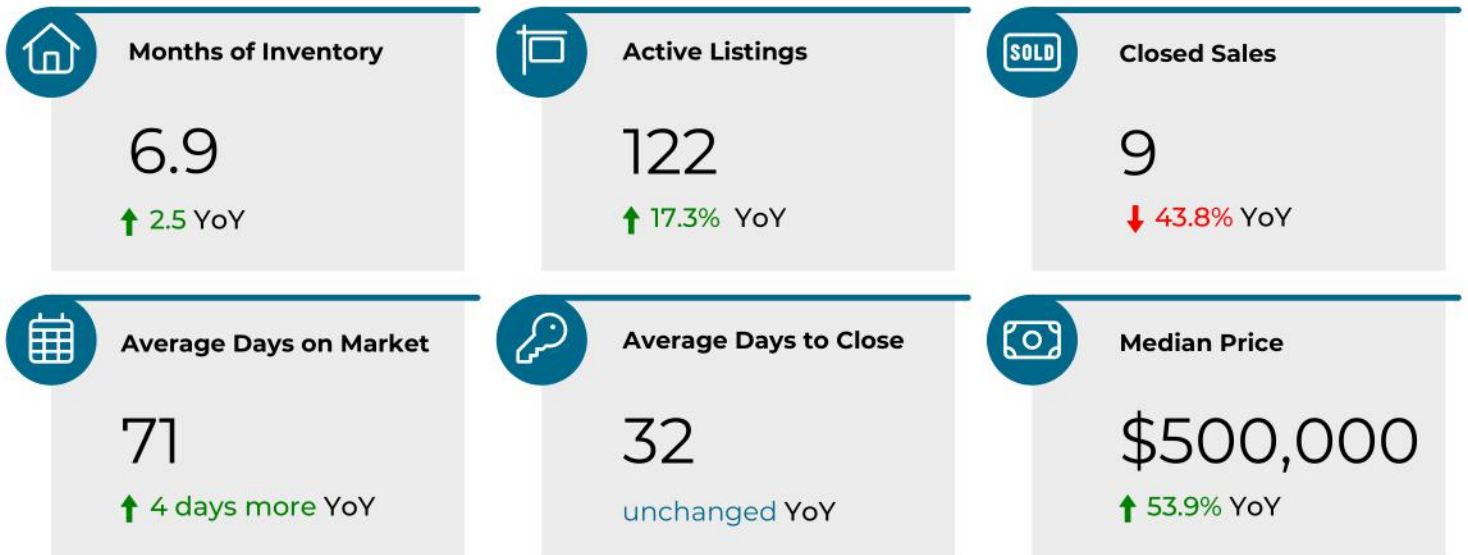 Months of Inventory
6.9
↑ 2.5 YoY
Active Listings
122
↑ 17.3% YoY
SOLD
Closed Sales
9
↓ 43.8% YoY
Average Days on Market
71
↑ 4 days more YoY
Average Days to Close
32
unchanged YoY
Median Price
$500,000
↑ 53.9% YoY